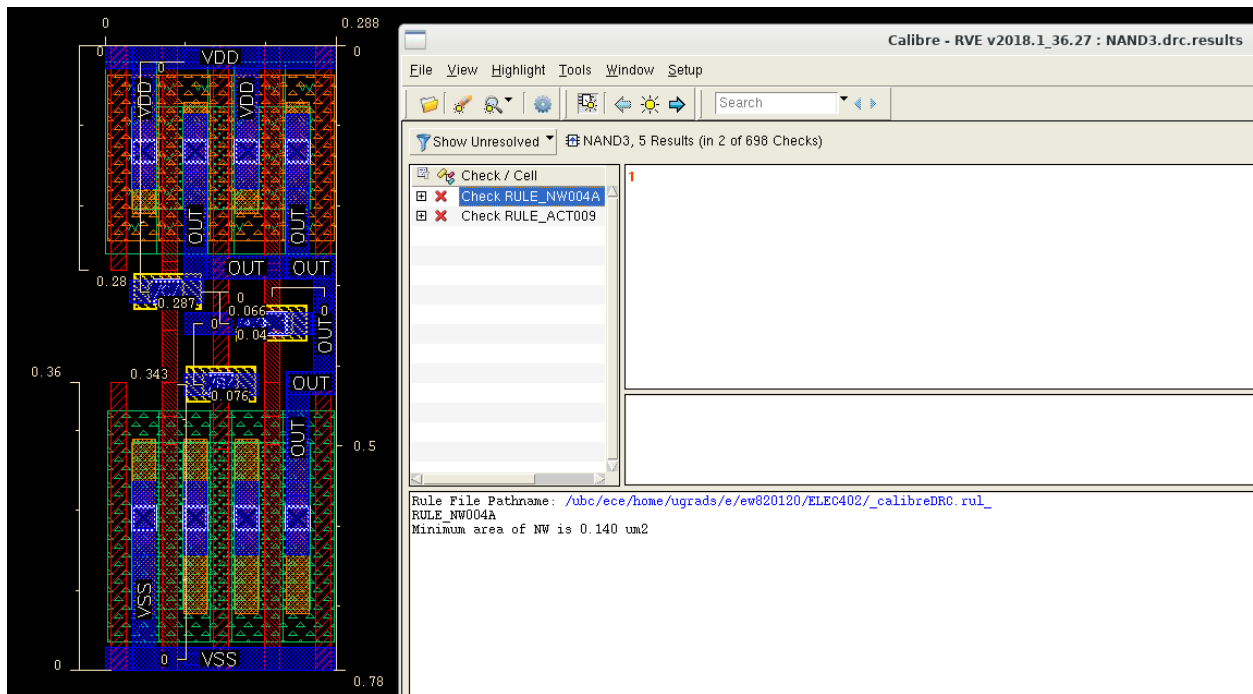 0
0.288
0
0
VDD
0
VDD
VDD
OUT
OUT
OUT
OUT
0.28
0.287
0
0.066
0
0
0.04
OUT
0.36
0.343
OUT
0.076
OUT
0.5
VSS
0
0
VSS
0.78
Calibre - RVE v2018.1_36.27 : NAND3.drc.results
File View Highlight Tools Window Setup
Search
Show Unresolved
NAND3, 5 Results (in 2 of 698 Checks)
Check / Cell
Check RULE_NW004A
Check RULE_ACT009
1
Rule File Pathname: /ubc/ece/home/ugrads/e/ew820120/ELEC402/_calibreDRC.rul_
RULE_NW004A
Minimum area of NW is 0.140 um2